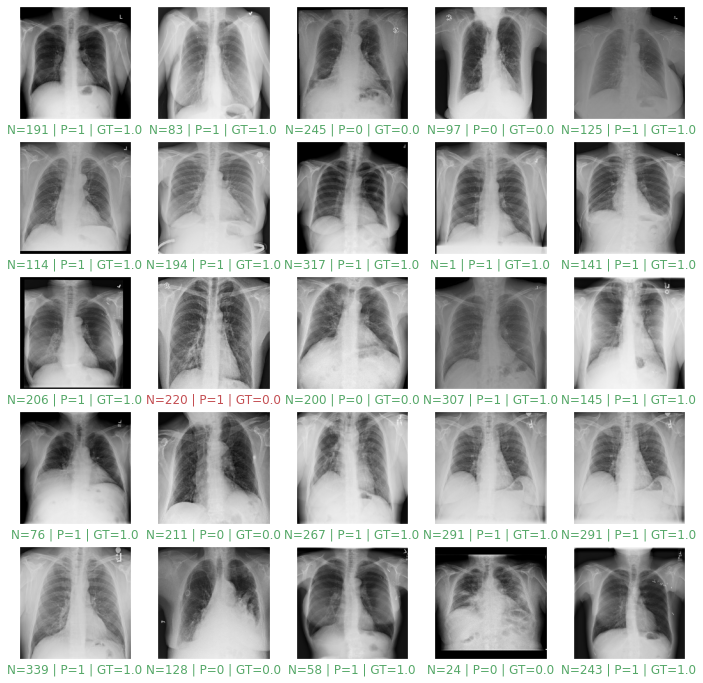 N=191 | P=1 | GT=1.0
N=83 | P=1 | GT=1.0
N=245 | P=0 | GT=0.0
N=97 | P=0 | GT=0.0
N=125 | P=1 | GT=1.0
N=114 | P=1 | GT=1.0
N=194 | P=1 | GT=1.0
N=317 | P=1 | GT=1.0
N=1 | P=1 | GT=1.0
N=141 | P=1 | GT=1.0
N=206 | P=1 | GT=1.0
N=220 | P=1 | GT=0.0
N=200 | P=0 | GT=0.0
N=307 | P=1 | GT=1.0
N=145 | P=1 | GT=1.0
N=76 | P=1 | GT=1.0
N=211 | P=0 | GT=0.0
N=267 | P=1 | GT=1.0
N=291 | P=1 | GT=1.0
N=291 | P=1 | GT=1.0
N=339 | P=1 | GT=1.0
N=128 | P=0 | GT=0.0
N=58 | P=1 | GT=1.0
N=24 | P=0 | GT=0.0
N=243 | P=1 | GT=1.0